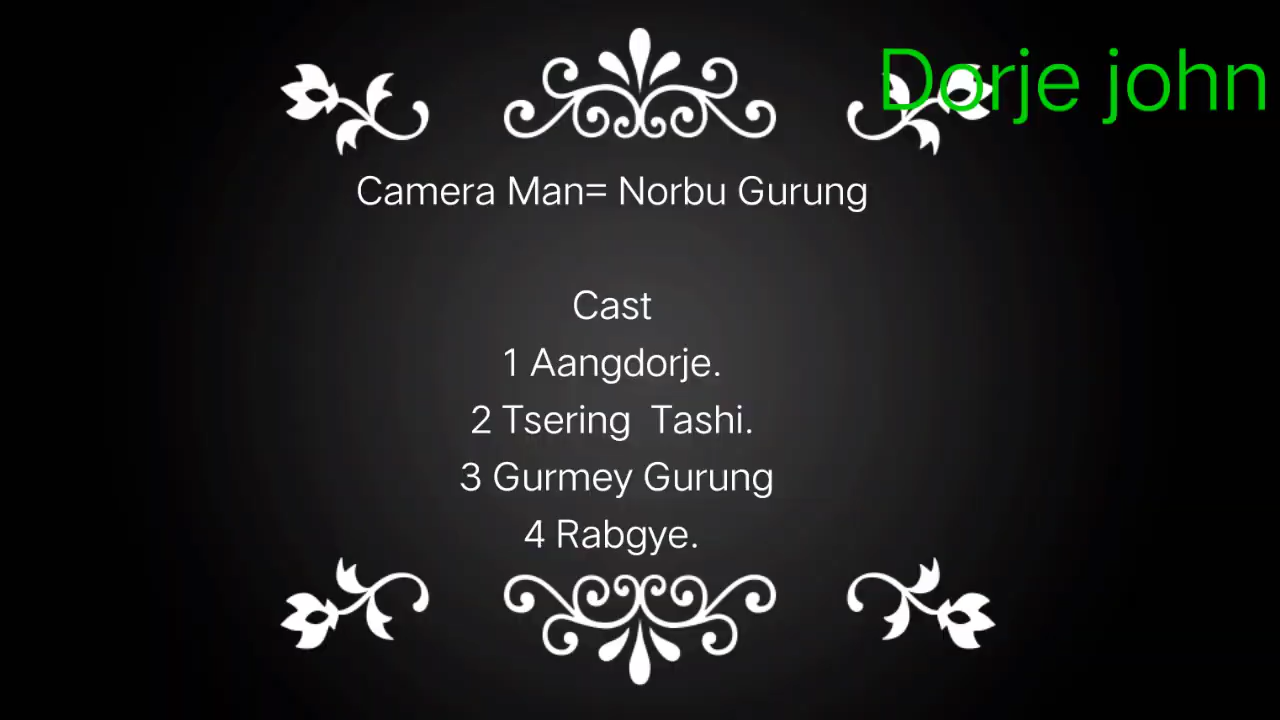 Dorje john
Camera Man= Norbu Gurung
Cast
1 Aangdorje.
2 Tsering  Tashi.
3 Gurmey Gurung
4 Rabgye.